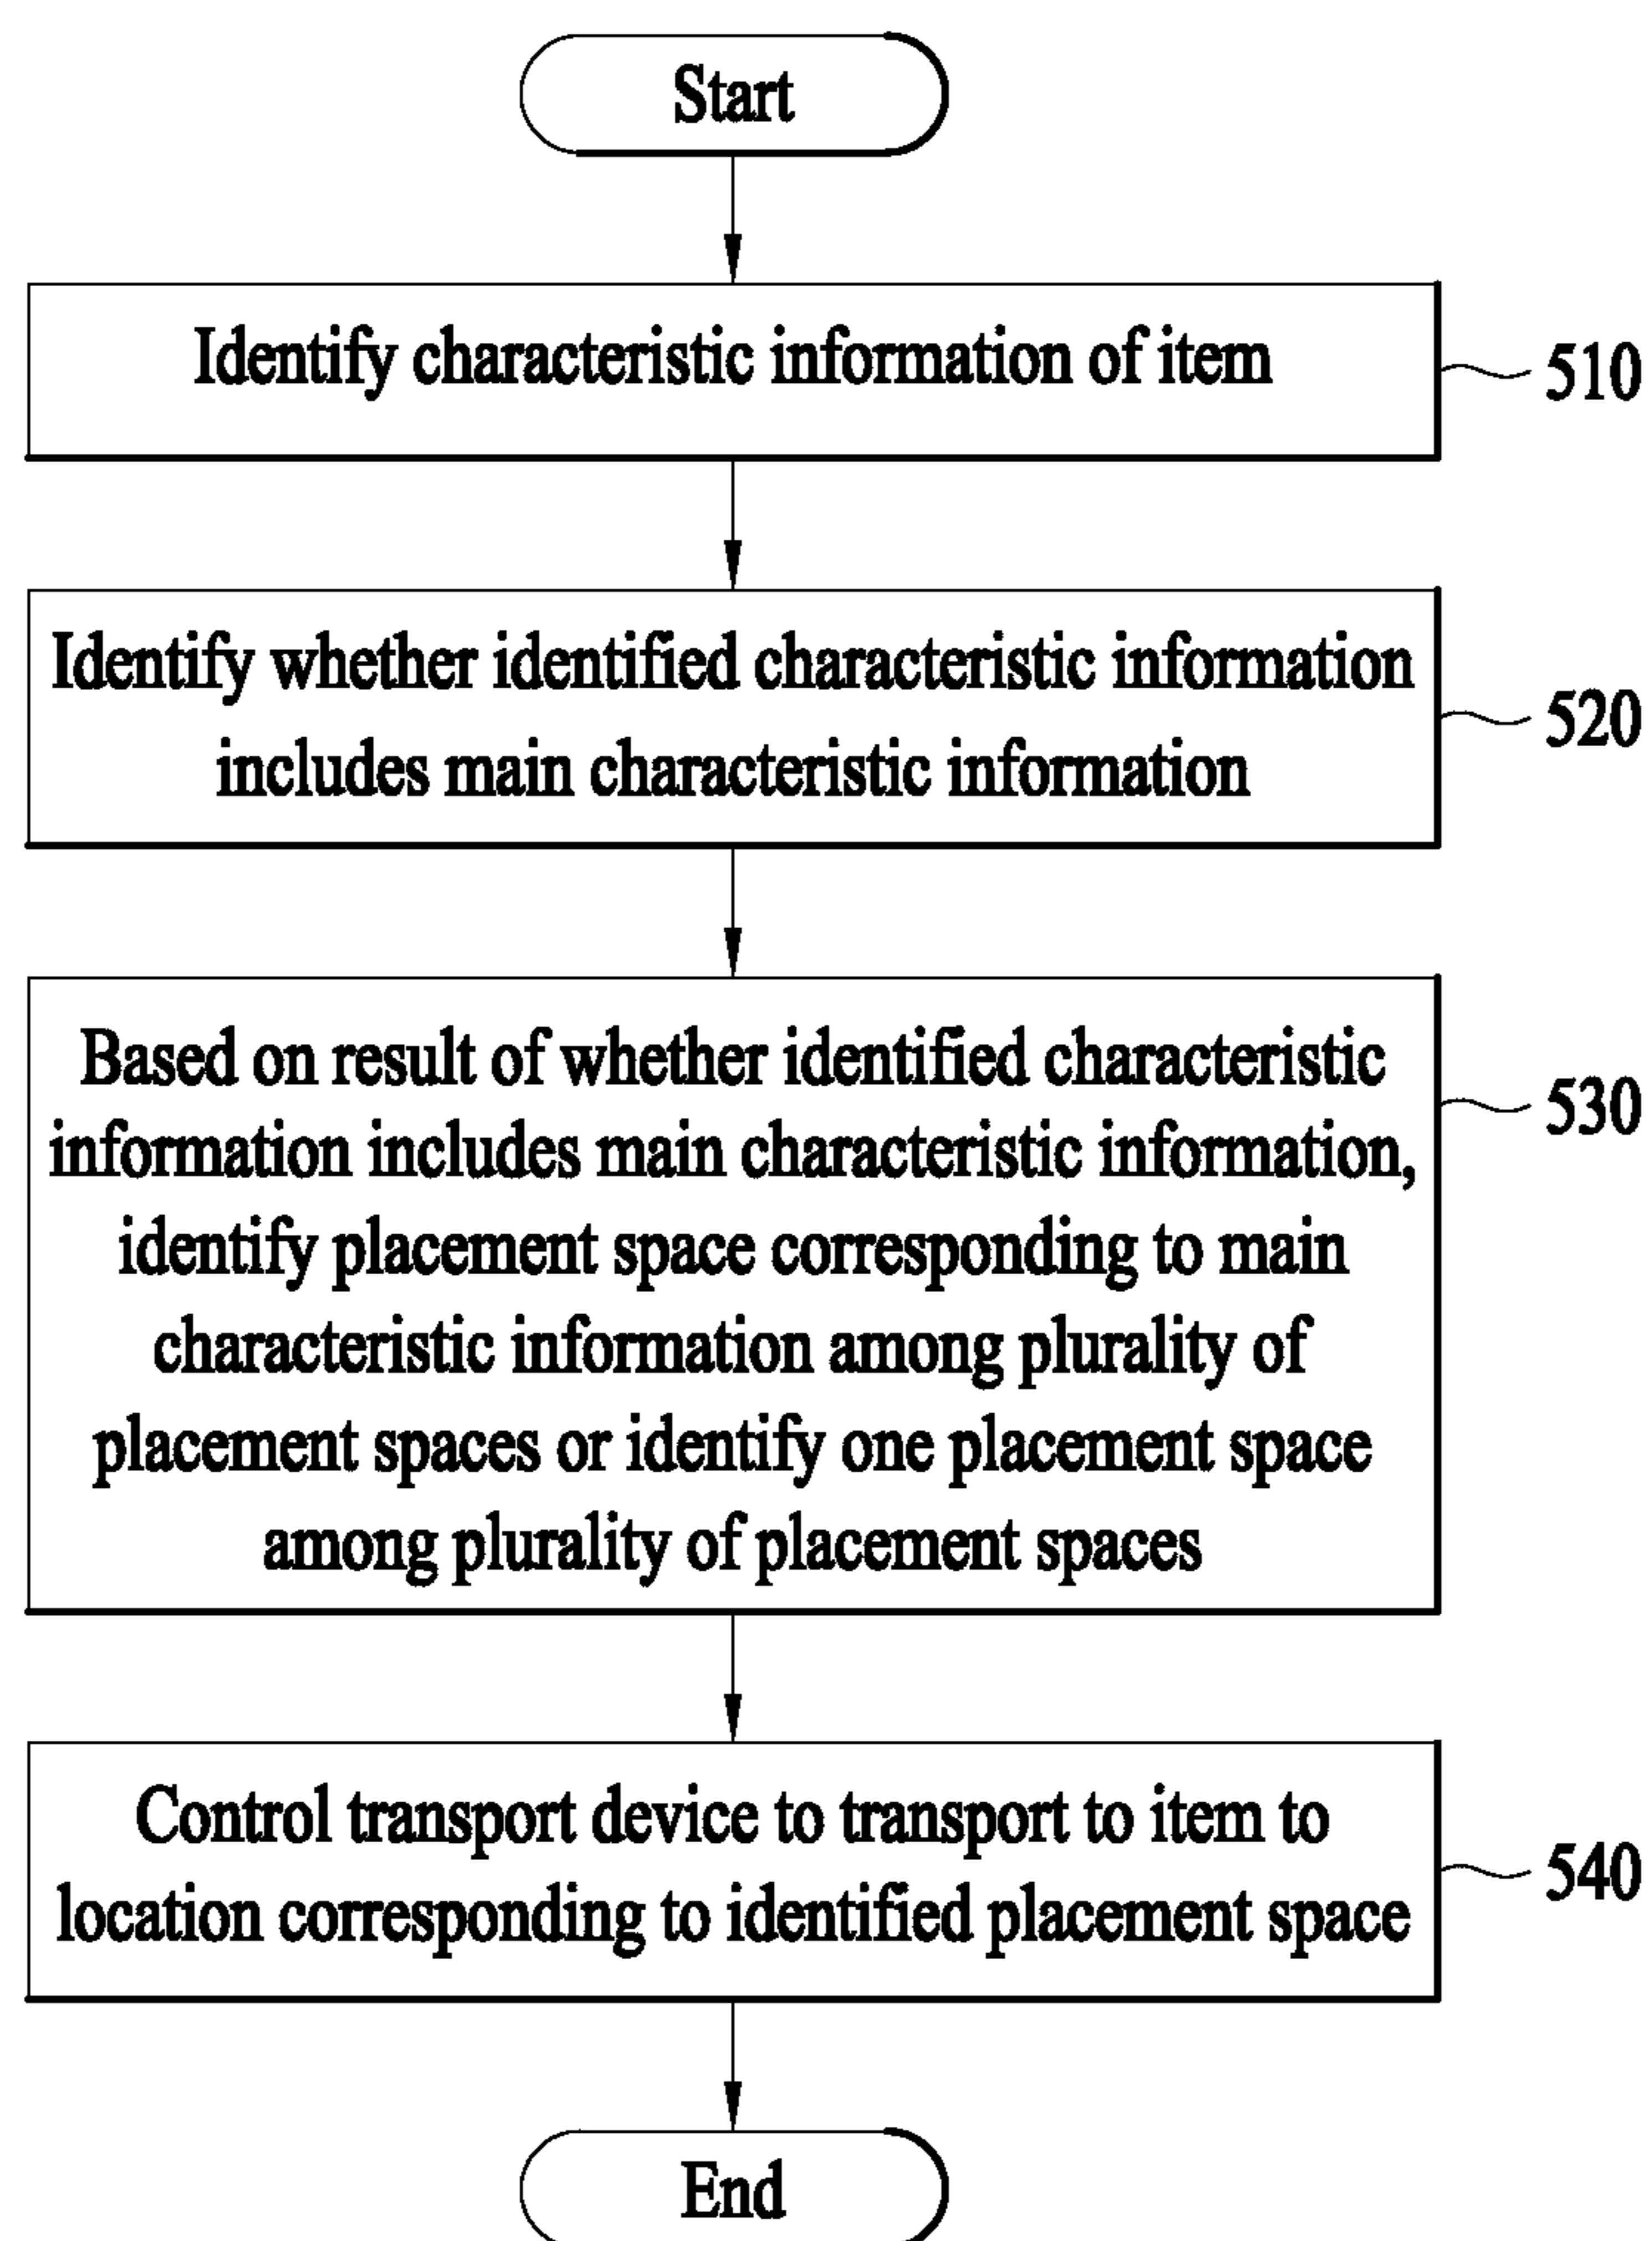 Start
Identify characteristic information of item
510
Identify whether identified characteristic information
includes main characteristic information
520
Based on result of whether identified characteristic
information includes main characteristic information,
identify placement space corresponding to main
characteristic information among plurality of
placement spaces or identify one placement space
among plurality of placement spaces
530
Control transport device to transport to item to
location corresponding to identified placement space
540
End